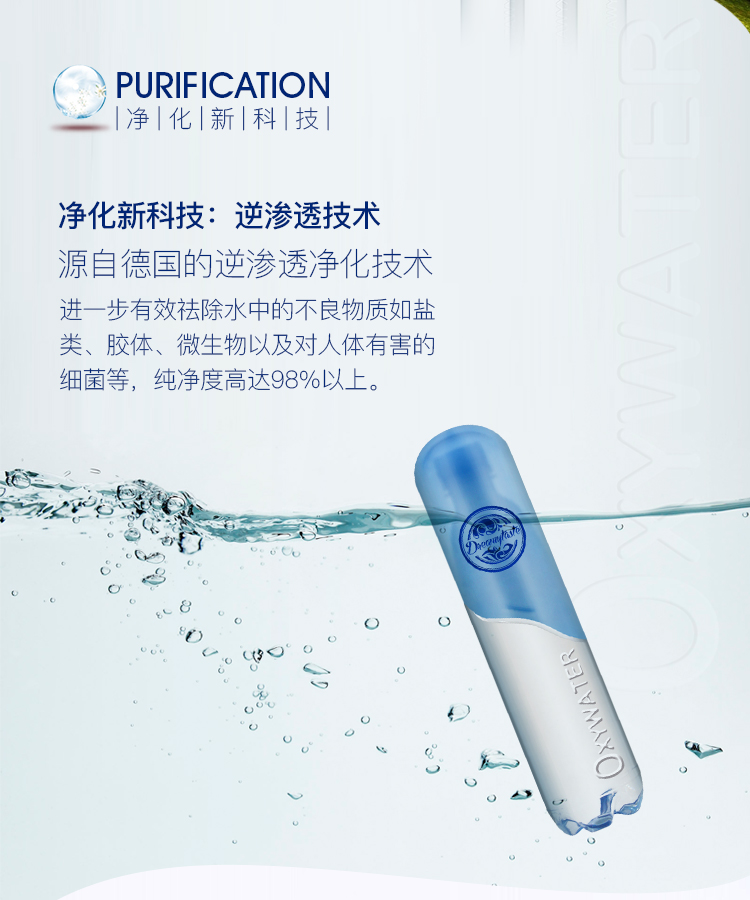 PURIFICATION
|净|化|新|科|技|
净化新科技：逆渗透技术
源自德国的逆渗透净化技术
进一步有效祛除水中的不良物质如盐
类、胶体、微生物以及对人体有害的
细菌等，纯净度高达98%以上。
OXYWATER
OXYWATER